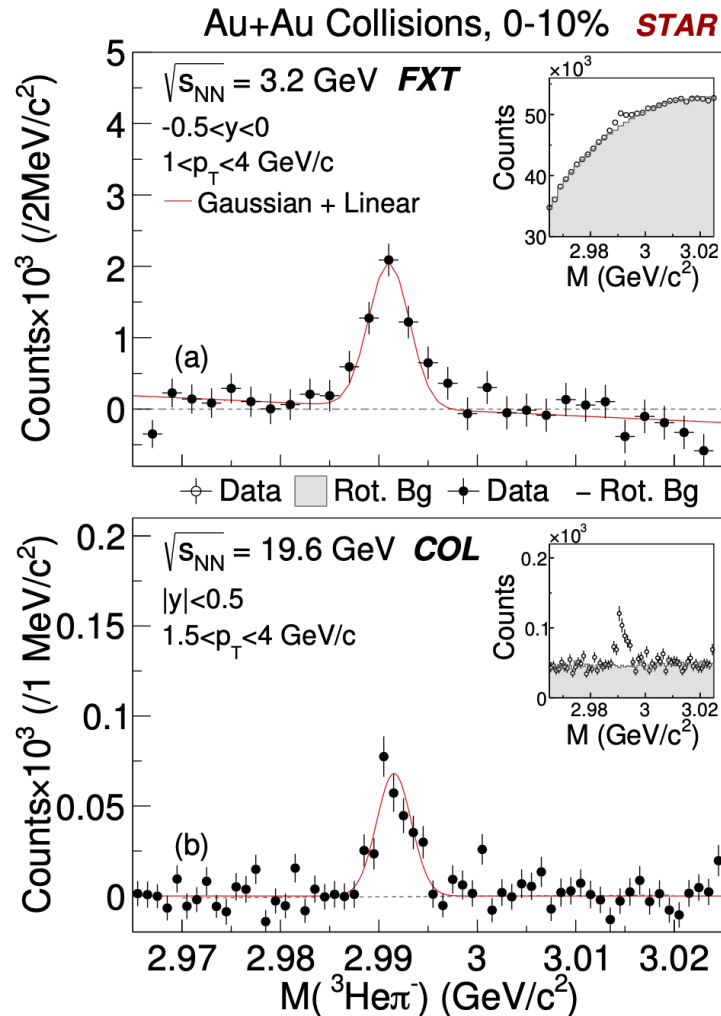 Au+Au Collisions, 0-10% STAR
√sNN = 3.2 GeV FXT
-0.5<y<0
1<pT<4 GeV/c
Gaussian + Linear
(a)
Counts×10³ (/2MeV/c²)
5
4
3
2
1
0
×10³
Counts
50
40
30
2.98
3
3.02
M (GeV/c²)
Data Rot. Bg Data Rot. Bg
√sNN = 19.6 GeV COL
|y|<0.5
1.5<pT<4 GeV/c
(b)
Counts×10³ (/1 MeV/c²)
0.2
0.15
0.1
0.05
0
×10³
Counts
0.2
0.1
0
2.98
3
3.02
M (GeV/c²)
2.97
2.98
2.99
3
3.01
3.02
M(³Heπ⁻) (GeV/c²)